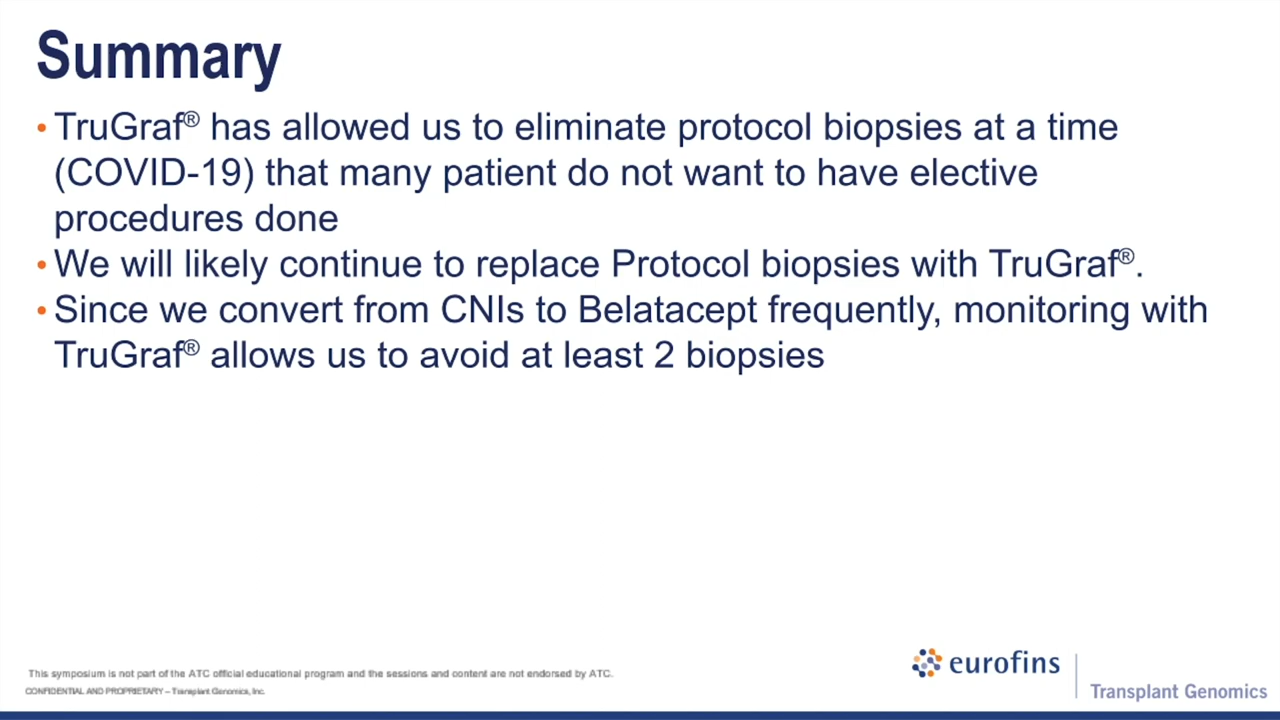 Summary
• TruGraf® has allowed us to eliminate protocol biopsies at a time
(COVID-19) that many patient do not want to have elective
procedures done
• We will likely continue to replace Protocol biopsies with TruGraf®.
• Since we convert from CNIs to Belatacept frequently, monitoring with
TruGraf® allows us to avoid at least 2 biopsies
This symposium is not part of the ATC official educational program and the sessions and content are not endorsed by ATC.
CONFIDENTIAL AND PROPRIETARY – Transplant Genomics, Inc.
eurofins
Transplant Genomics